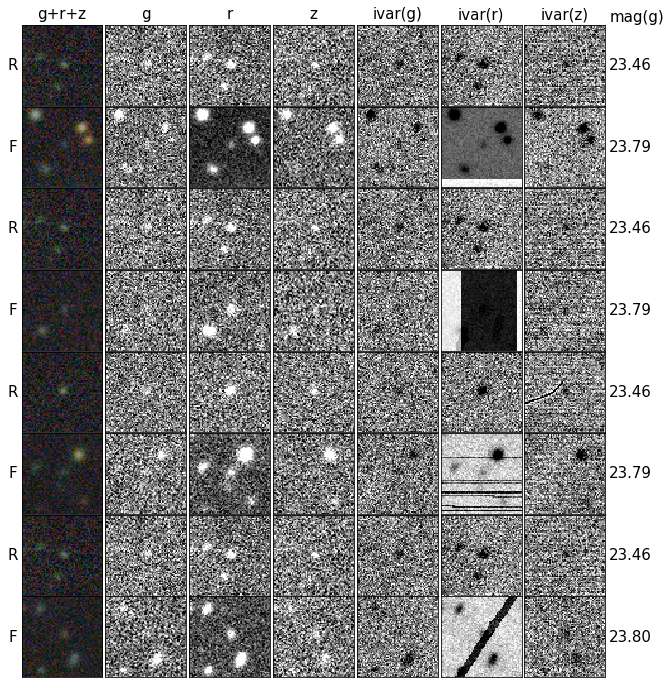 g+r+z g r z ivar(g) ivar(r) ivar(z) mag(g)
R 23.46
F 23.79
R 23.46
F 23.79
R 23.46
F 23.79
R 23.46
F 23.80